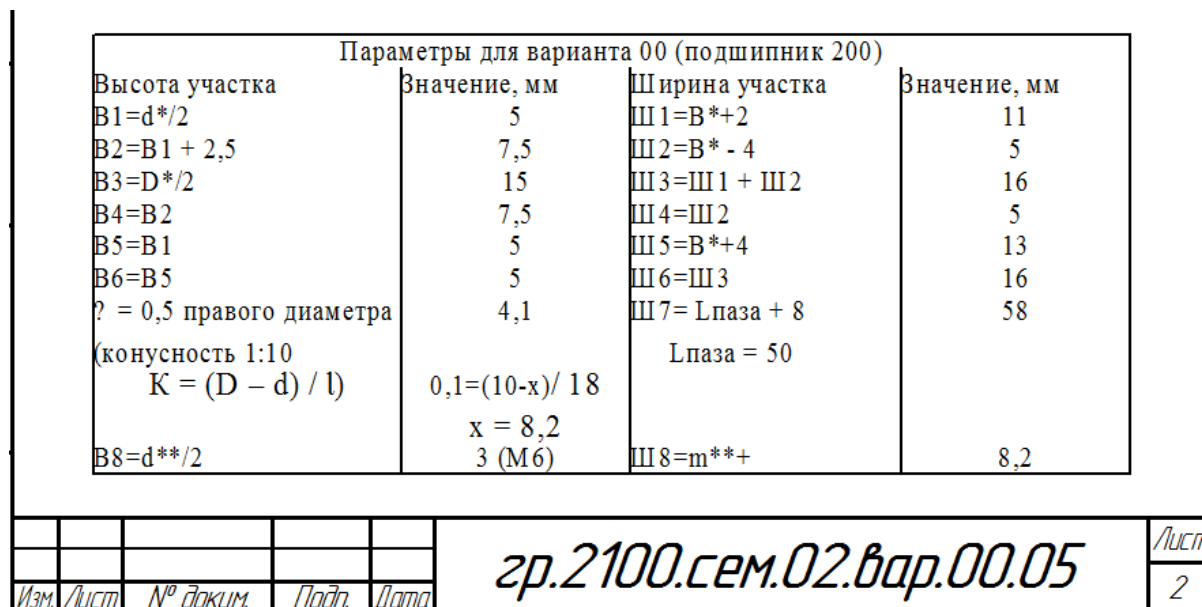 Параметры для варианта 00 (подшипник 200)
Высота участка Значение, мм Ширина участка Значение, мм
В1=d*/2 5 Ш1=В*+2 11
В2=В1 + 2,5 7,5 Ш2=В* - 4 5
В3=D*/2 15 Ш3=Ш1 + Ш2 16
В4=В2 7,5 Ш4=Ш2 5
В5=В1 5 Ш5=В*+4 13
В6=В5 5 Ш6=Ш3 16
? = 0,5 правого диаметра 4,1 Ш7= Lпаза + 8 58
(конусность 1:10 Lпаза = 50
К = (D – d) / l) 0,1=(10-х)/ 18
х = 8,2
В8=d**/2 3 (М6) Ш8=m**+ 8,2
гр.2100.сем.02.вар.00.05
Лист
2
Изм. Лист № докум. Подп. Дата